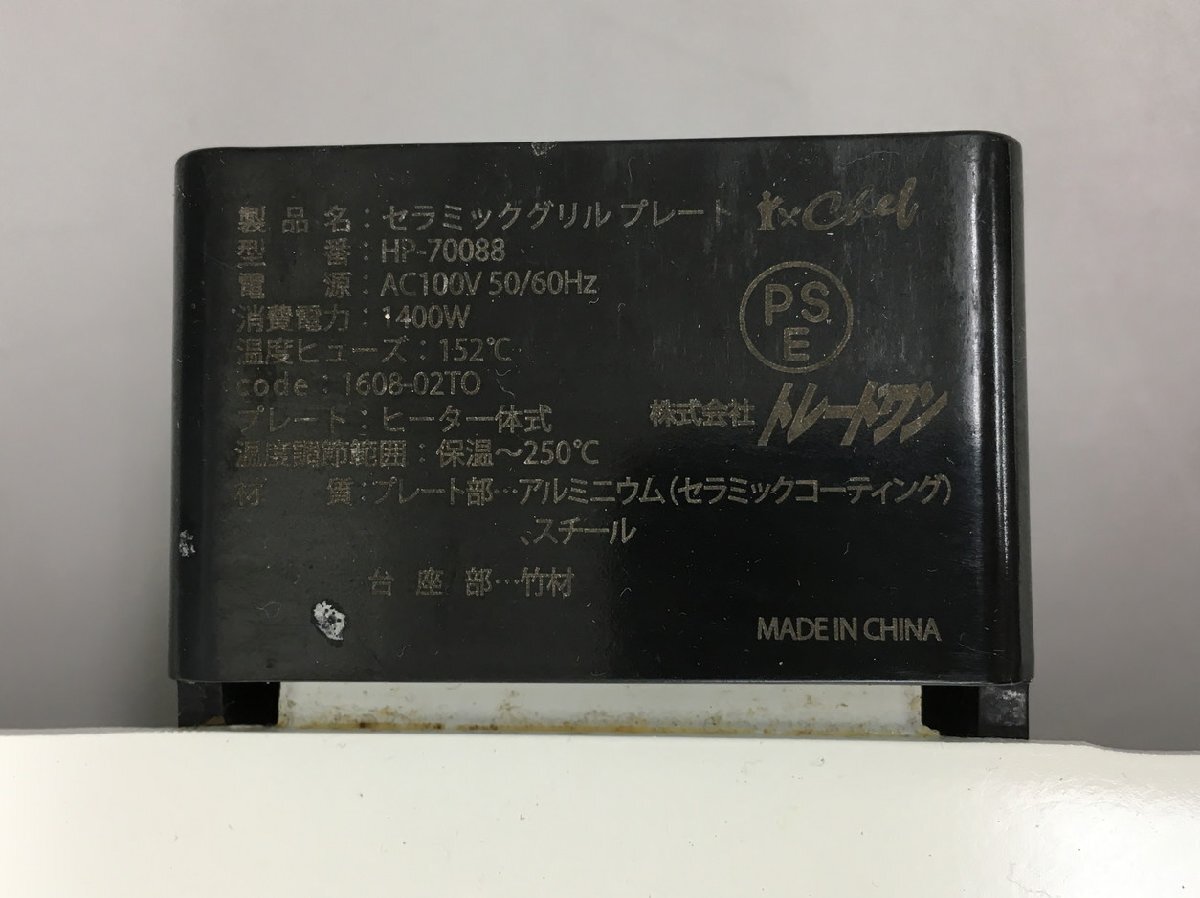 製品名：セラミックグリルプレート
i×Chef
型番：HP-70088
電源：AC100V 50/60Hz
消費電力：1400W
温度ヒューズ：152℃
code：1608-02TO
プレート：ヒーター一体式
温度調節範囲：保温～250℃
材質：プレート部…アルミニウム(セラミックコーティング)
、スチール
台座部…竹材
PS
E
株式会社トレードワン
MADE IN CHINA